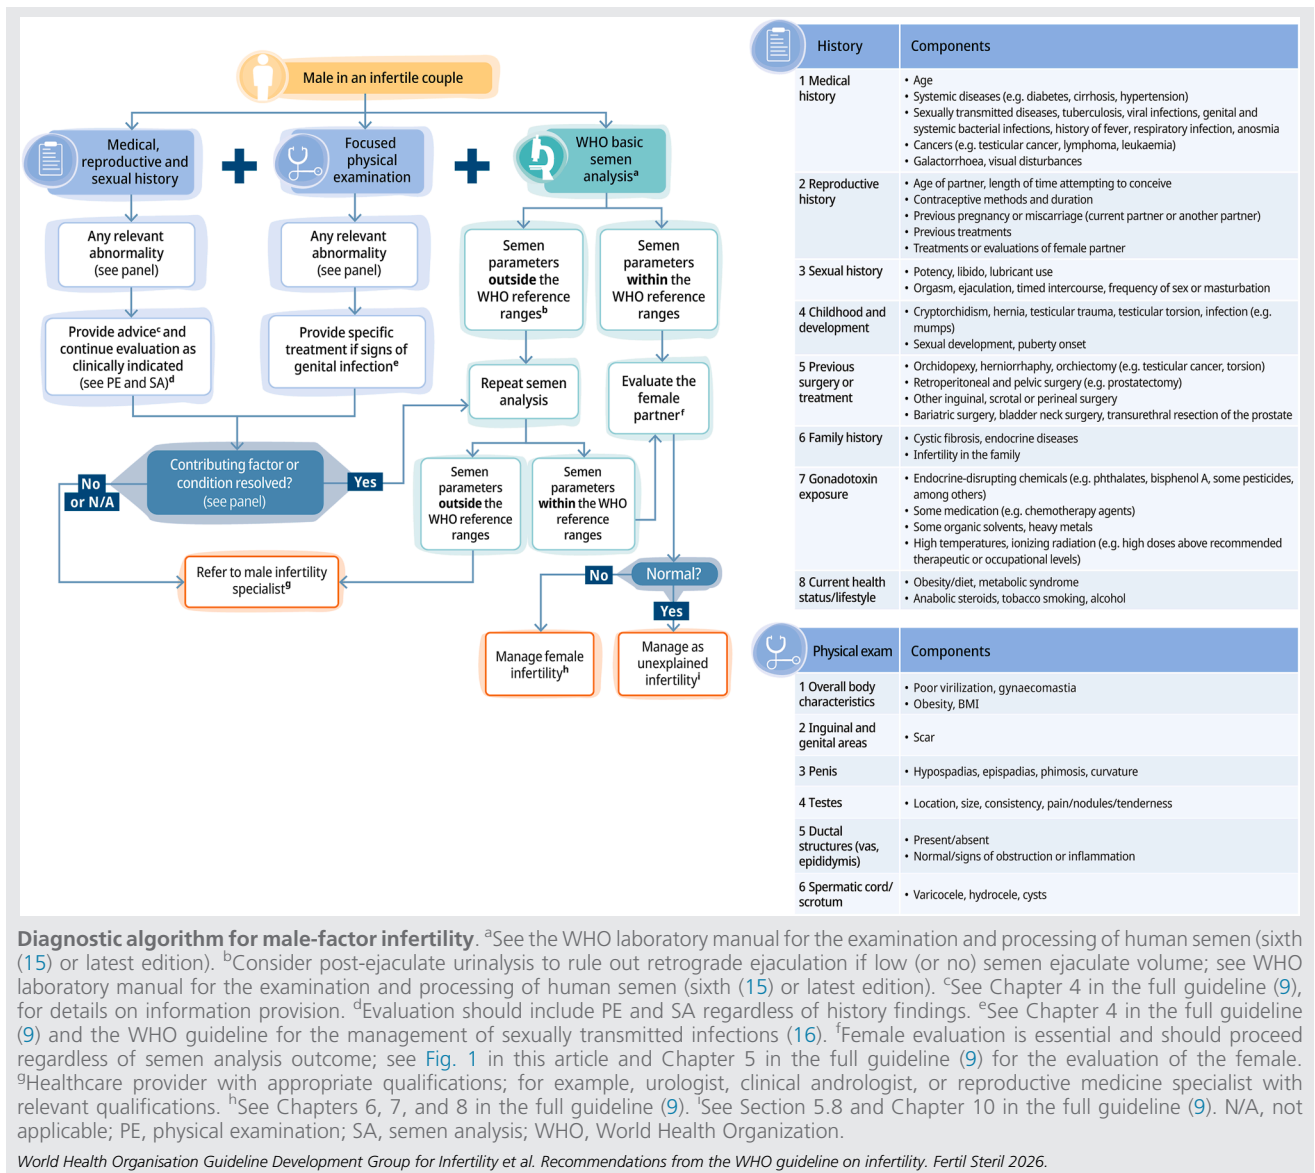 Male in an infertile couple
Medical,
reproductive and
sexual history
Focused
physical
examination
WHO basic
semen
analysisᵃ
Any relevant
abnormality
(see panel)
Any relevant
abnormality
(see panel)
Semen
parameters
outside the
WHO reference
rangesᵇ
Semen
parameters
within the
WHO reference
ranges
Provide adviceᶜ and
continue evaluation as
clinically indicated
(see PE and SA)ᵈ
Provide specific
treatment if signs of
genital infectionᵉ
Repeat semen
analysis
Evaluate the
female
partnerᶠ
Contributing factor or
condition resolved?
(see panel)
No
or N/A
Yes
Semen
parameters
outside the
WHO reference
ranges
Semen
parameters
within the WHO
reference
ranges
Refer to male infertility
specialistᵍ
No
Normal?
Yes
Manage female
infertilityʰ
Manage as
unexplained
infertilityⁱ
History Components
1 Medical
history
• Age
• Systemic diseases (e.g. diabetes, cirrhosis, hypertension)
• Sexually transmitted diseases, tuberculosis, viral infections, genital and
systemic bacterial infections, history of fever, respiratory infection, anosmia
• Cancers (e.g. testicular cancer, lymphoma, leukaemia)
• Galactorrhoea, visual disturbances
2 Reproductive
history
• Age of partner, length of time attempting to conceive
• Contraceptive methods and duration
• Previous pregnancy or miscarriage (current partner or another partner)
• Previous treatments
• Treatments or evaluations of female partner
3 Sexual history
• Potency, libido, lubricant use
• Orgasm, ejaculation, timed intercourse, frequency of sex or masturbation
4 Childhood and
development
• Cryptorchidism, hernia, testicular trauma, testicular torsion, infection (e.g.
mumps)
• Sexual development, puberty onset
5 Previous
surgery or
treatment
• Orchidopexy, herniorrhaphy, orchiectomy (e.g. testicular cancer, torsion)
• Retroperitoneal and pelvic surgery (e.g. prostatectomy)
• Other inguinal, scrotal or perineal surgery
• Bariatric surgery, bladder neck surgery, transurethral resection of the prostate
6 Family history
• Cystic fibrosis, endocrine diseases
• Infertility in the family
7 Gonadotoxin
exposure
• Endocrine-disrupting chemicals (e.g. phthalates, bisphenol A, some pesticides,
among others)
• Some medication (e.g. chemotherapy agents)
• Some organic solvents, heavy metals
• High temperatures, ionizing radiation (e.g. high doses above recommended
therapeutic or occupational levels)
8 Current health
status/lifestyle
• Obesity/diet, metabolic syndrome
• Anabolic steroids, tobacco smoking, alcohol
Physical exam Components
1 Overall body
characteristics
• Poor virilization, gynaecomastia
• Obesity, BMI
2 Inguinal and
genital areas
• Scar
3 Penis
• Hypospadias, epispadias, phimosis, curvature
4 Testes
• Location, size, consistency, pain/nodules/tenderness
5 Ductal
structures (vas,
epididymis)
• Present/absent
• Normal/signs of obstruction or inflammation
6 Spermatic cord/
scrotum
• Varicocele, hydrocele, cysts
Diagnostic algorithm for male-factor infertility. ᵃSee the WHO laboratory manual for the examination and processing of human semen (sixth
(15) or latest edition). ᵇConsider post-ejaculate urinalysis to rule out retrograde ejaculation if low (or no) semen ejaculate volume; see WHO
laboratory manual for the examination and processing of human semen (sixth (15) or latest edition). ᶜSee Chapter 4 in the full guideline (9),
for details on information provision. ᵈEvaluation should include PE and SA regardless of history findings. ᵉSee Chapter 4 in the full guideline
(9) and the WHO guideline for the management of sexually transmitted infections (16). ᶠFemale evaluation is essential and should proceed
regardless of semen analysis outcome; see Fig. 1 in this article and Chapter 5 in the full guideline (9) for the evaluation of the female.
ᵍHealthcare provider with appropriate qualifications; for example, urologist, clinical andrologist, or reproductive medicine specialist with
relevant qualifications. ʰSee Chapters 6, 7, and 8 in the full guideline (9). ⁱSee Section 5.8 and Chapter 10 in the full guideline (9). N/A, not
applicable; PE, physical examination; SA, semen analysis; WHO, World Health Organization.
World Health Organisation Guideline Development Group for Infertility et al. Recommendations from the WHO guideline on infertility. Fertil Steril 2026.